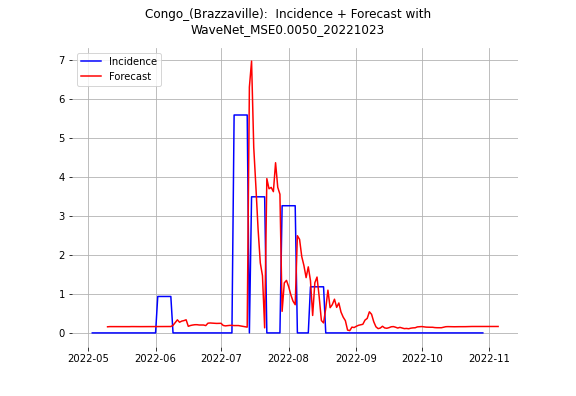 Congo_(Brazzaville):  Incidence + Forecast with
WaveNet_MSE0.0050_20221023
Incidence
Forecast
7
6
5
4
3
2
1
0
2022-05 2022-06 2022-07 2022-08 2022-09 2022-10 2022-11